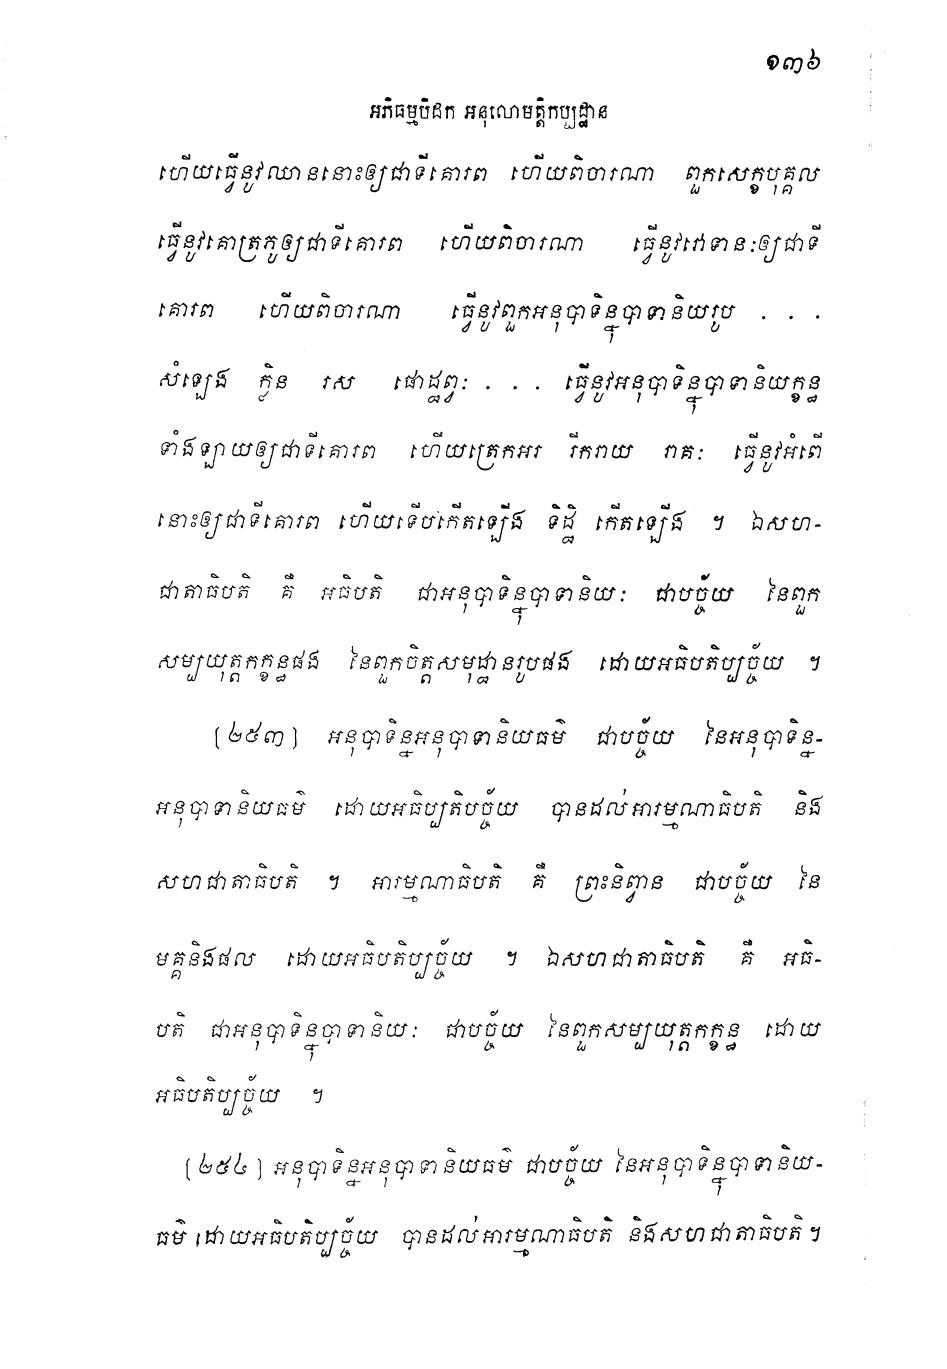 ១៣៦
អភិធម្មបិដក អនុលោមត្តិកប្បដ្ឋាន
ហើយធ្វើនូវឈាននោះឲ្យជាទីគោរព ហើយពិចារណា ពួកសេក្ខបុគ្គល
ធ្វើនូវគោត្រភូឲ្យជាទីគោរព ហើយពិចារណា ធ្វើនូវវោទាន:ឲ្យជាទី
គោរព ហើយពិចារណា ធ្វើនូវពួកអនុបាទិន្នុបាទានិយរូប . . .
សំឡេង ក្លិន រស ផោដ្ឋព្វ: . . . ធ្វើនូវអនុបាទិន្នុបាទានិយក្ខន្ធ
ទាំងឡាយឲ្យជាទីគោរព ហើយត្រេកអរ រីករាយ រាគ: ធ្វើនូវអំពើ
នោះឲ្យជាទីគោរព ហើយទើបកើតឡើង ទិដ្ឋិ កើតឡើង ។ ឯសហ-
ជាតាធិបតិ គឺ អធិបតិ ជាអនុបាទិន្នុបាទានិយ: ជាបច្ច័យ នៃពួក
សម្បយុត្តកក្ខន្ធផង នៃពួកចិត្តសមុដ្ឋានរូបផង ដោយអធិបតិប្បច្ច័យ ។
[២៥៣] អនុបាទិន្នអនុបាទានិយធម៌ ជាបច្ច័យ នៃអនុបាទិន្ន-
អនុបាទានិយធម៌ ដោយអធិប្បតិបច្ច័យ បានដល់អារម្មណាធិបតិ និង
សហជាតាធិបតិ ។ អារម្មណាធិបតិ គឺ ព្រះនិព្វាន ជាបច្ច័យ នៃ
មគ្គនិងផល ដោយអធិបតិប្បច្ច័យ ។ ឯសហជាតាធិបតិ គឺ អធិ-
បតិ ជាអនុបាទិន្នុបាទានិយ: ជាបច្ច័យ នៃពួកសម្បយុត្តកក្ខន្ធ ដោយ
អធិបតិប្បច្ច័យ ។
[២៥៤] អនុបាទិន្នអនុបាទានិយធម៌ ជាបច្ច័យ នៃអនុបាទិន្នុបាទានិយ-
ធម៌ ដោយអធិបតិប្បច្ច័យ បានដល់អារម្មណាធិបតិ និងសហជាតាធិបតិ ។